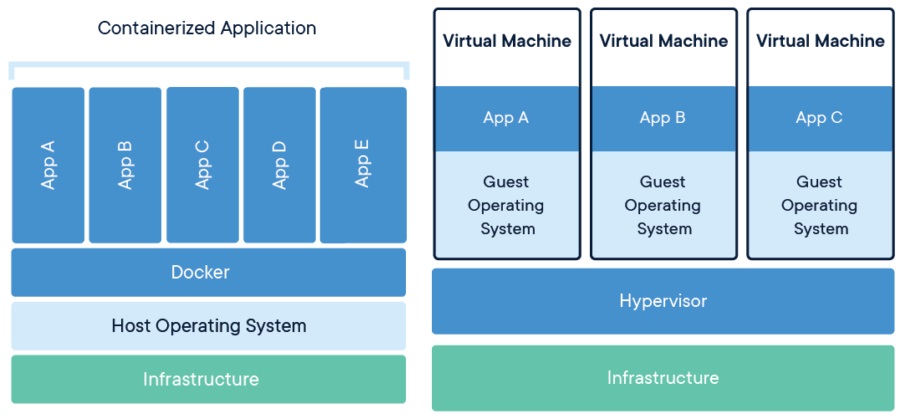 Containerized Application
App A
App B
App C
App D
App E
Docker
Host Operating System
Infrastructure
Virtual Machine
App A
Guest
Operating
System
Virtual Machine
App B
Guest
Operating
System
Virtual Machine
App C
Guest
Operating
System
Hypervisor
Infrastructure